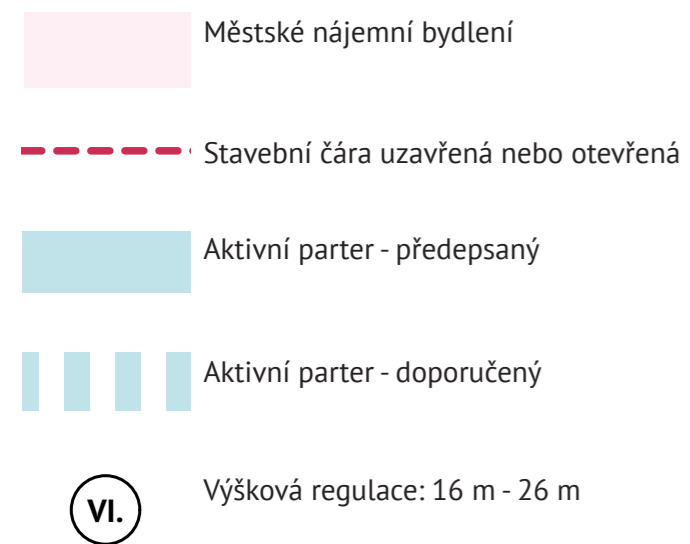 Městské nájemní bydlení
Stavební čára uzavřená nebo otevřená
Aktivní parter - předepsaný
Aktivní parter - doporučený
VI. Výšková regulace: 16 m - 26 m